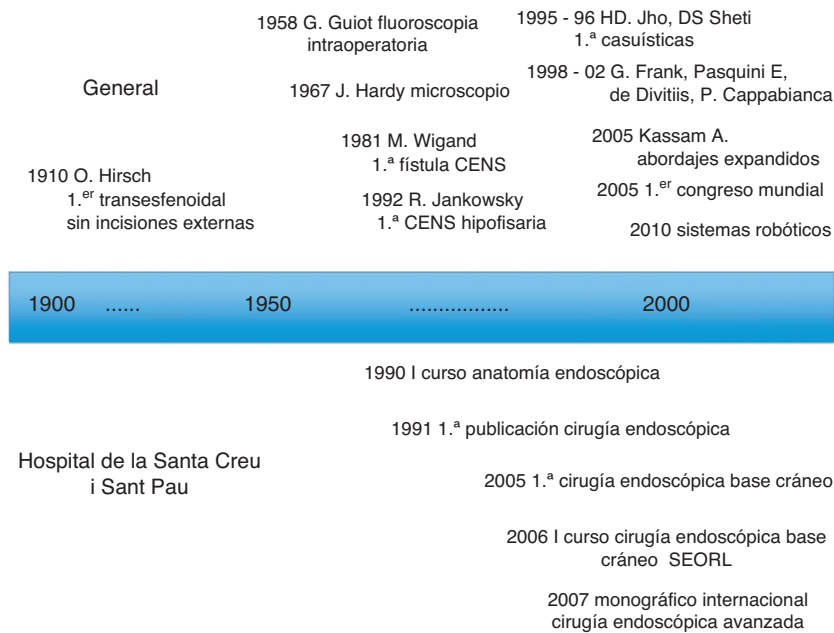 General
1910 O. Hirsch
1.er transesfenoidal
sin incisiones externas
1958 G. Guiot fluoroscopia
intraoperatoria
1967 J. Hardy microscopio
1981 M. Wigand
1.ª fístula CENS
1992 R. Jankowsky
1.ª CENS hipofisaria
1995 - 96 HD. Jho, DS Sheti
1.ª casuísticas
1998 - 02 G. Frank, Pasquini E,
de Divitiis, P. Cappabianca
2005 Kassam A.
abordajes expandidos
2005 1.er congreso mundial
2010 sistemas robóticos
1900 ...... 1950 ................ 2000
Hospital de la Santa Creu
i Sant Pau
1990 I curso anatomía endoscópica
1991 1.ª publicación cirugía endoscópica
2005 1.ª cirugía endoscópica base cráneo
2006 I curso cirugía endoscópica base
cráneo SEORL
2007 monográfico internacional
cirugía endoscópica avanzada